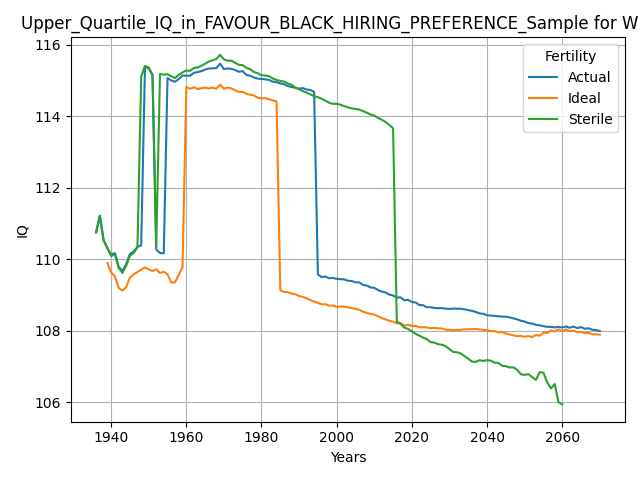 Upper_Quartile_IQ_in_FAVOUR_BLACK_HIRING_PREFERENCE_Sample for W
116
114
112
110
108
106
IQ
Fertility
Actual
Ideal
Sterile
1940 1960 1980 2000 2020 2040 2060
Years